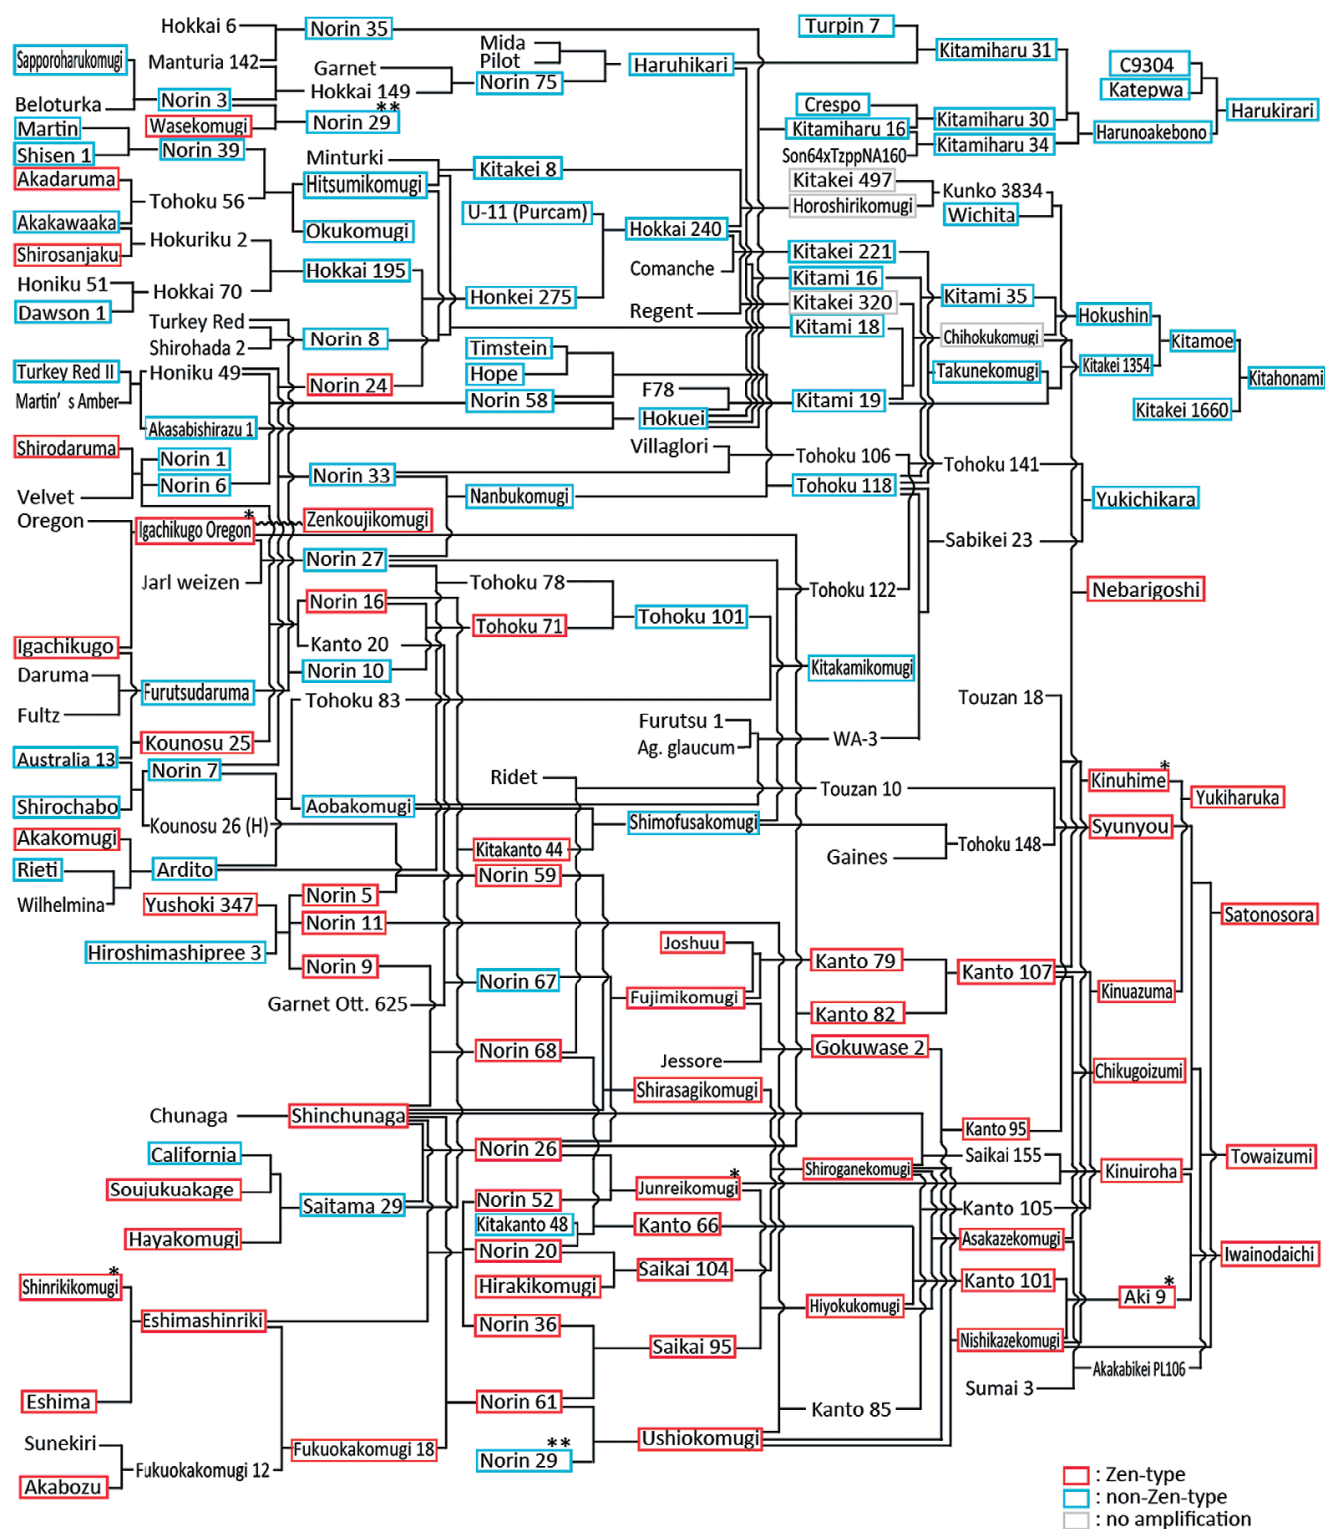 Hokkai 6
Norin 35
Turpin 7
Mida
Pilot
Kitamiharu 31
Sapporoharukomugi
Manturia 142
Garnet
Haruhikari
C9304
Hokkai 149
Norin 75
Katepwa
Beloturka
Norin 3
**
Crespo
Harukirari
Martin
Wasekomugi
Norin 29
Kitamiharu 30
Kitamiharu 16
Harunoakebono
Shisen 1
Norin 39
Kitamiharu 34
Minturki
Son64xTzppNA160
Akadaruma
Kitakei 8
Kitakei 497
Hitsumikomugi
Kunko 3834
Tohoku 56
Horoshirikomugi
Akakawaaka
U-11 (Purcam)
Wichita
Okukomugi
Hokkai 240
Hokuriku 2
Shirosanjaku
Kitakei 221
Hokkai 195
Comanche
Kitami 16
Honiku 51
Hokkai 70
Honkei 275
Kitami 35
Dawson 1
Kitakei 320
Regent
Hokushin
Turkey Red
Kitami 18
Norin 8
Chihokukomugi
Kitamoe
Shirohada 2
Timstein
Turkey Red II
Honiku 49
Hope
Takunekomugi
Kitakei 1354
Kitahonami
Norin 24
F78
Martin's Amber
Norin 58
Kitami 19
Kitakei 1660
Akasabishirazu 1
Hokuei
Shirodaruma
Villaglori
Norin 1
Tohoku 106
Tohoku 141
Norin 33
Norin 6
Tohoku 118
Velvet
Nanbukomugi
Yukichikara
Oregon
*
Zenkoujikomugi
Igachikugo Oregon
Sabikei 23
Norin 27
Jarl weizen
Tohoku 78
Tohoku 122
Nebarigoshi
Norin 16
Tohoku 101
Tohoku 71
Igachikugo
Kanto 20
Daruma
Norin 10
Kitakamikomugi
Furutsudaruma
Tohoku 83
Touzan 18
Fultz
Furutsu 1
Kounosu 25
WA-3
Ag. glaucum
Australia 13
*
Norin 7
Ridet
Kinuhime
Touzan 10
Yukiharuka
Shirochabo
Aobakomugi
Shimofusakomugi
Kounosu 26 (H)
Syunyou
Akakomugi
Tohoku 148
Kitakanto 44
Gaines
Rieti
Ardito
Norin 59
Norin 5
Wilhelmina
Yushoki 347
Satonosora
Norin 11
Joshuu
Hiroshimashipree 3
Kanto 79
Norin 9
Kanto 107
Norin 67
Kinuazuma
Fujimikomugi
Garnet Ott. 625
Kanto 82
Norin 68
Gokuwase 2
Jessore
Chikugoizumi
Shirasagikomugi
Chunaga
Shinchunaga
Kanto 95
Norin 26
California
Saikai 155
Towaizumi
Shiroganekomugi
*
Kinuiroha
Soujukuakage
Junreikomugi
Norin 52
Saitama 29
Kanto 105
Kitakanto 48
Kanto 66
Hayakomugi
Asakazekomugi
Norin 20
Iwainodaichi
*
Saikai 104
Shinrikikomugi
Hirakikomugi
Kanto 101
*
Aki 9
Hiyokukomugi
Eshimashinriki
Norin 36
Nishikazekomugi
Saikai 95
Akakabikei PL106
Sumai 3
Eshima
Norin 61
Kanto 85
Sunekiri
Ushiokomugi
**
Fukuokakomugi 18
Norin 29
Fukuokakomugi 12
Akabozu
: Zen-type
: non-Zen-type
: no amplification